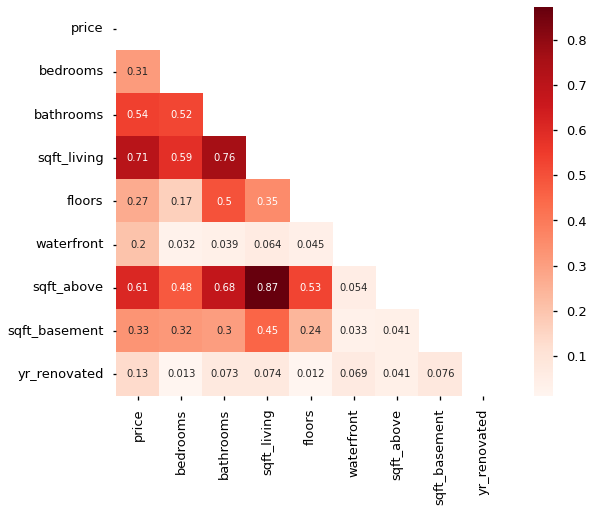 price
bedrooms 0.31
bathrooms 0.54 0.52
sqft_living 0.71 0.59 0.76
floors 0.27 0.17 0.5 0.35
waterfront 0.2 0.032 0.039 0.064 0.045
sqft_above 0.61 0.48 0.68 0.87 0.53 0.054
sqft_basement 0.33 0.32 0.3 0.45 0.24 0.033 0.041
yr_renovated 0.13 0.013 0.073 0.074 0.012 0.069 0.041 0.076
price bedrooms bathrooms sqft_living floors waterfront sqft_above sqft_basement yr_renovated
0.8
0.7
0.6
0.5
0.4
0.3
0.2
0.1